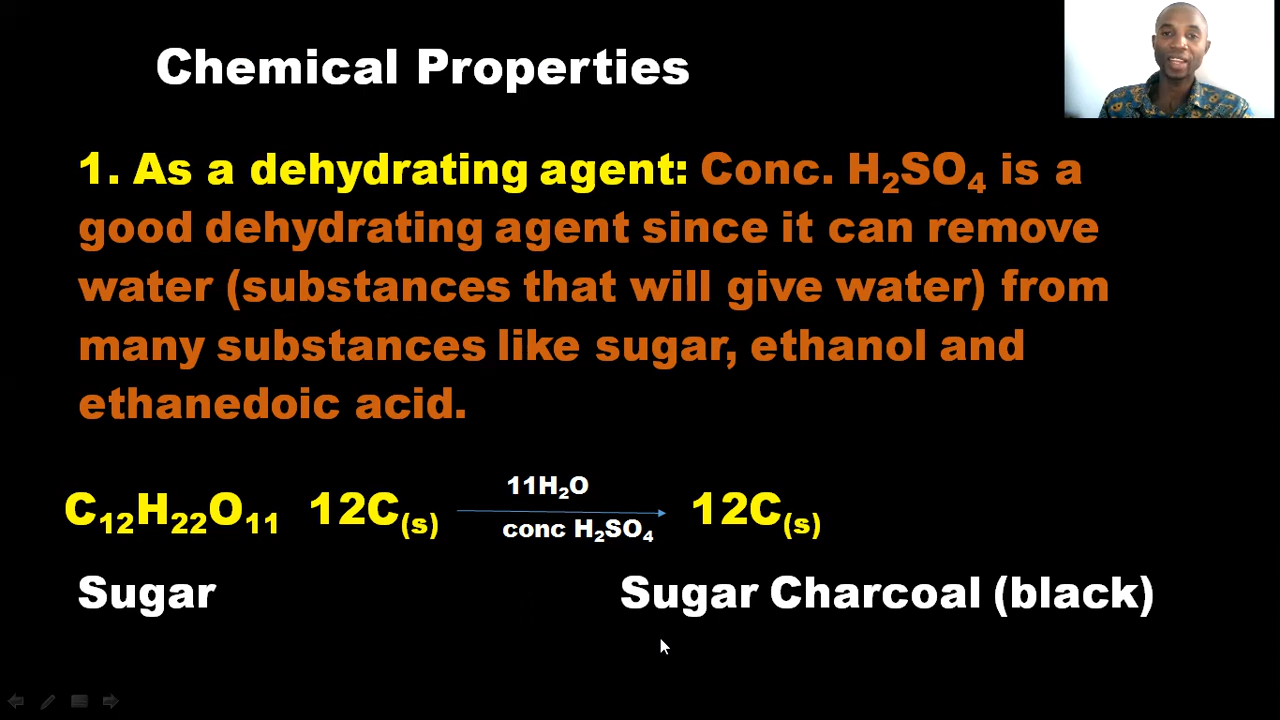 Chemical Properties
1. As a dehydrating agent: Conc. H₂SO₄ is a
good dehydrating agent since it can remove
water (substances that will give water) from
many substances like sugar, ethanol and
ethanedoic acid.
11H₂O
C₁₂H₂₂O₁₁ 12C₍s₎ 12C₍s₎
conc H₂SO₄
Sugar Sugar Charcoal (black)